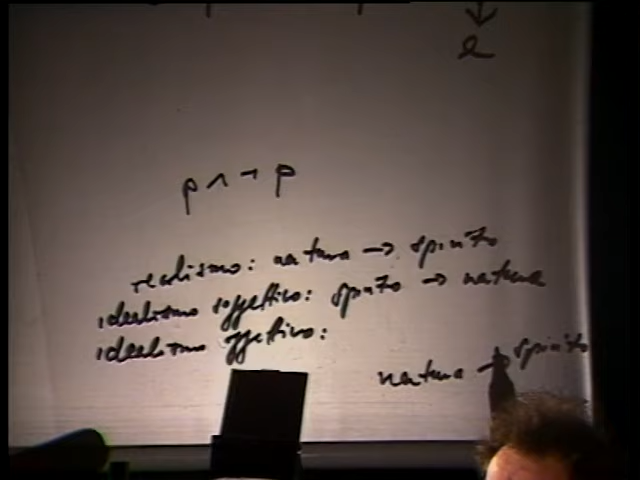 p ∧ ¬ p
realismo: natura → spirito
idealismo soggettivo: spirito → natura
idealismo oggettivo:
natura → spirito